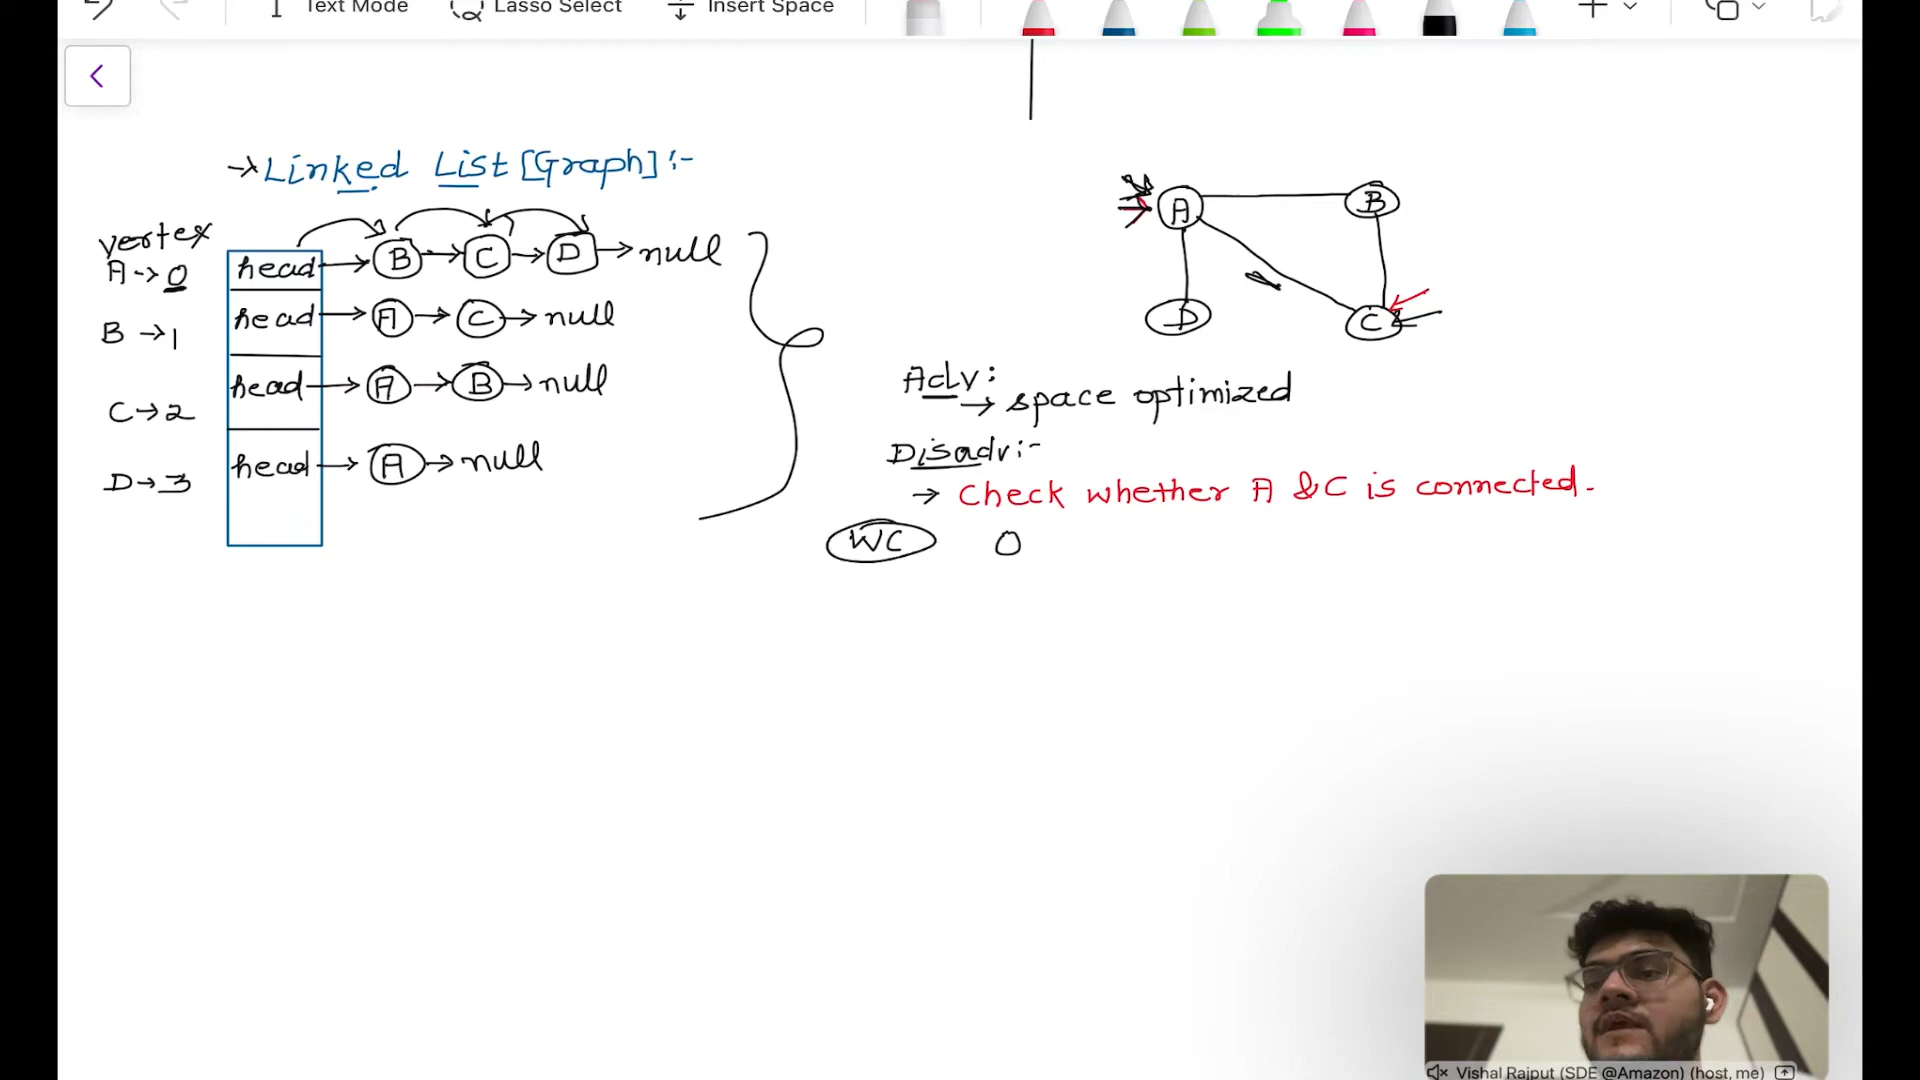 Text Mode
Lasso Select
Insert Space
→ Linked List [Graph] :-
vertex
A → 0
head → B → C → D → null
B → 1
head → A → C → null
C → 2
head → A → B → null
D → 3
head → A → null
A
B
D
C
Adv:
→ space optimized
Disadv:-
→ Check whether A & C is connected.
WC O
Vishal Rajput (SDE @Amazon) (host, me)